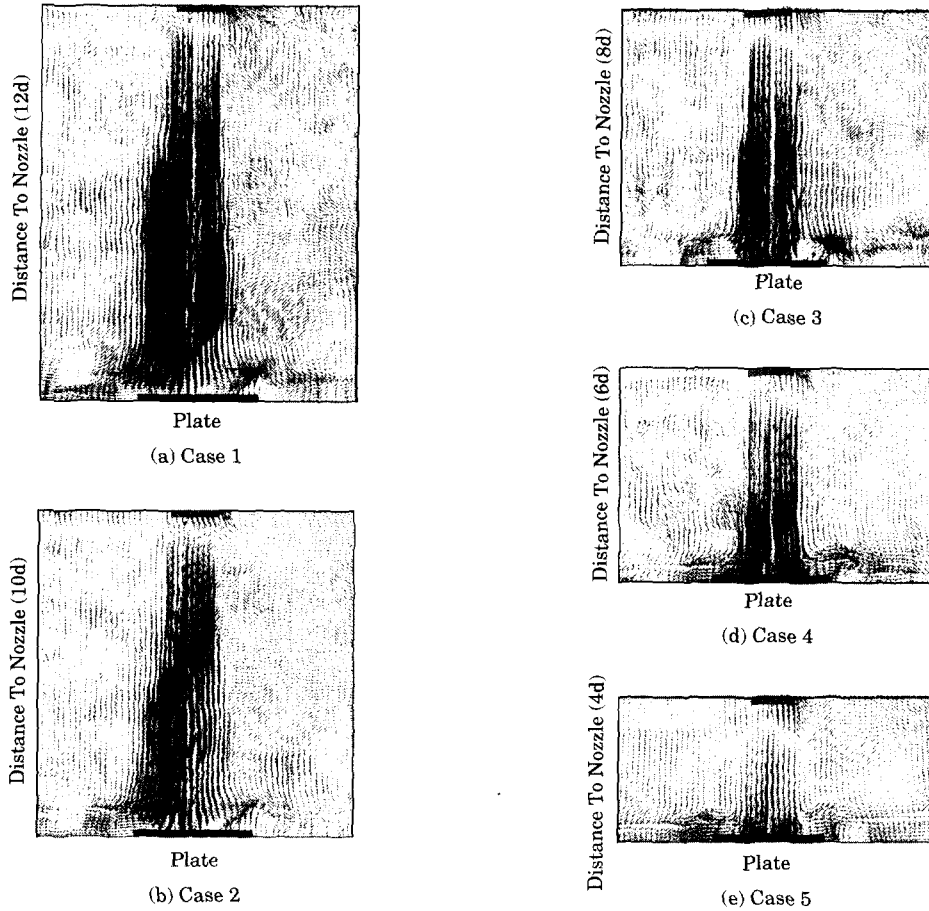 Distance To Nozzle (12d)
Plate
(a) Case 1
Distance To Nozzle (10d)
Plate
(b) Case 2
Distance To Nozzle (8d)
Plate
(c) Case 3
Distance To Nozzle (6d)
Plate
(d) Case 4
Distance To Nozzle (4d)
Plate
(e) Case 5